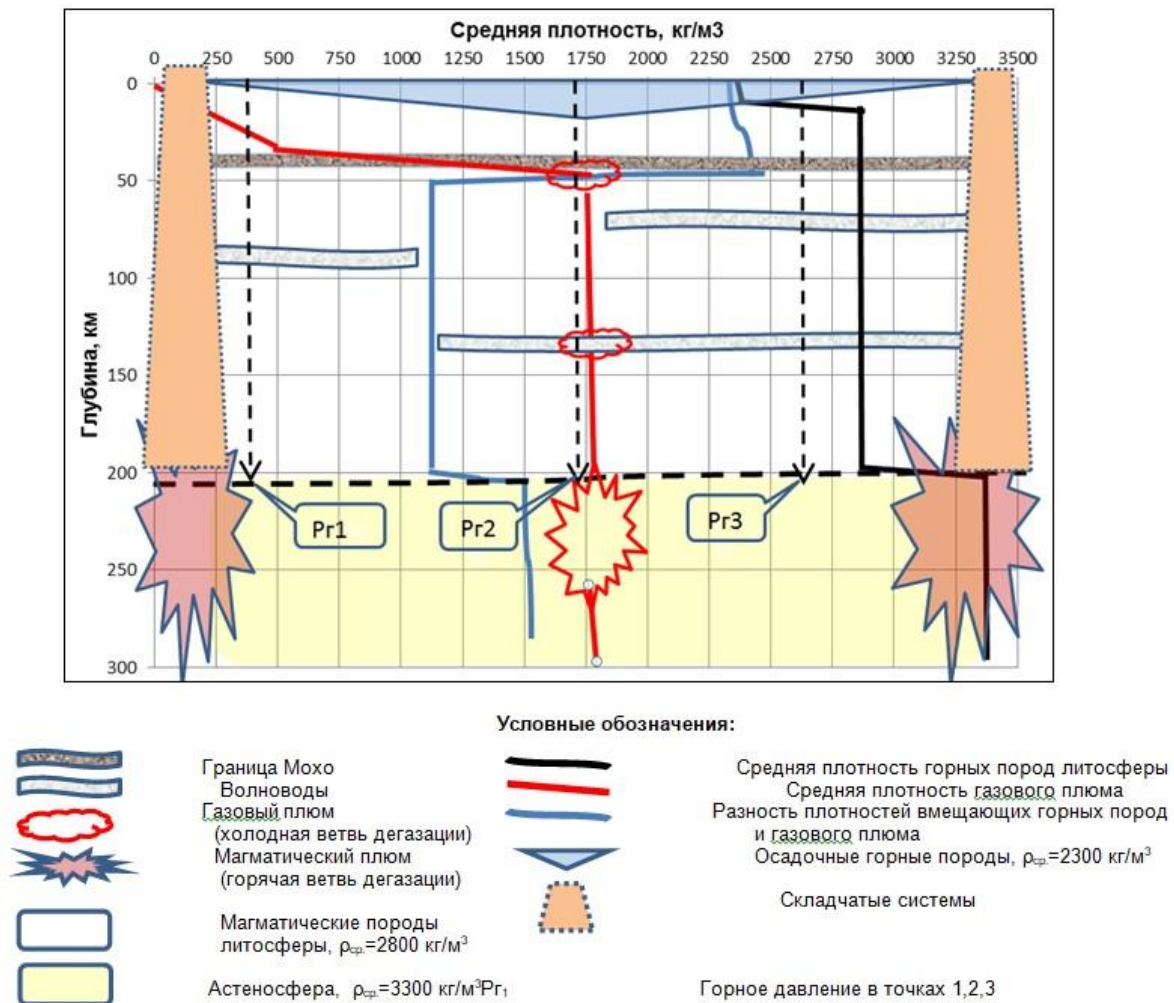 Средняя плотность, кг/м3
0 250 500 750 1000 1250 1500 1750 2000 2250 2500 2750 3000 3250 3500
Глубина, км
0
50
100
150
200
250
300
Рг1
Рг2
Рг3
Условные обозначения:
Граница Мохо
Волноводы
Газовый плюм
(холодная ветвь дегазации)
Магматический плюм
(горячая ветвь дегазации)
Магматические породы
литосферы, ρср.=2800 кг/м³
Астеносфера, ρср.=3300 кг/м³Рг₁
Средняя плотность горных пород литосферы
Средняя плотность газового плюма
Разность плотностей вмещающих горных пород
и газового плюма
Осадочные горные породы, ρср.=2300 кг/м³
Складчатые системы
Горное давление в точках 1,2,3